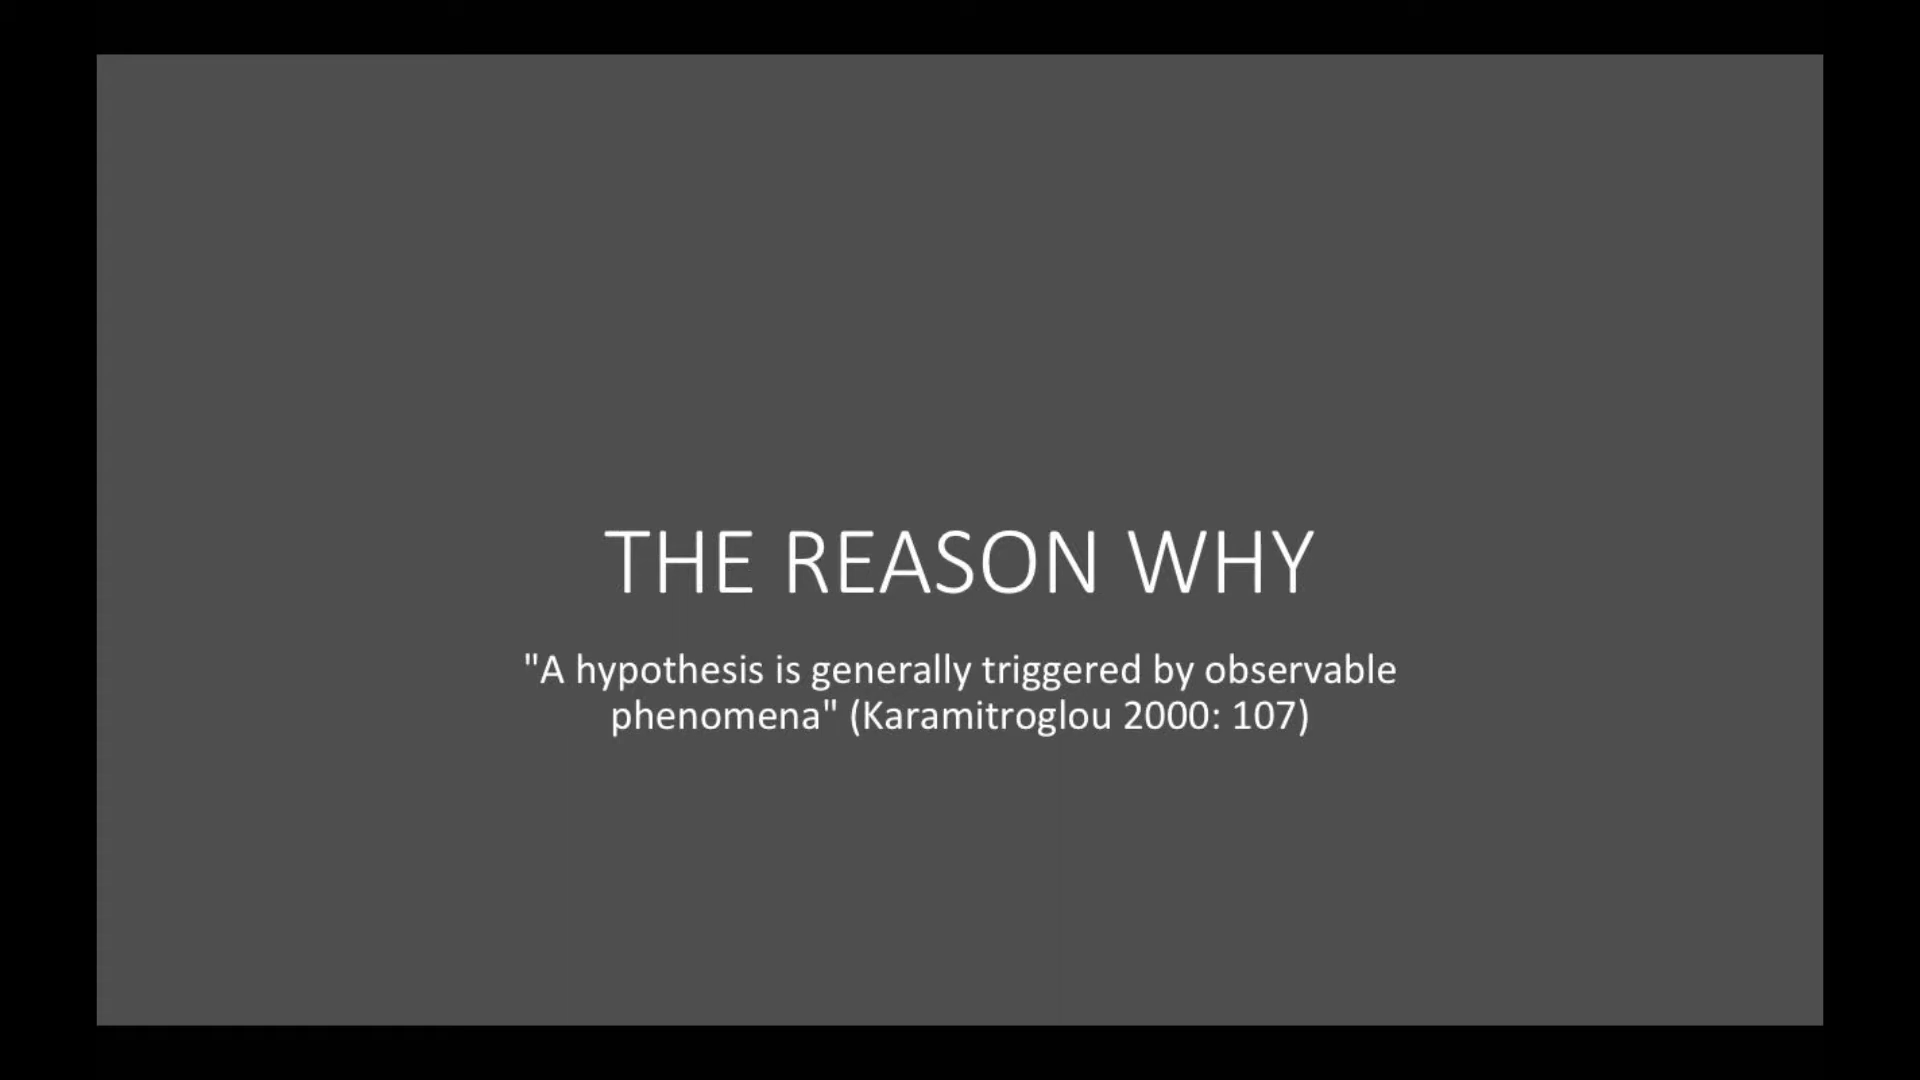 THE REASON WHY
"A hypothesis is generally triggered by observable
phenomena" (Karamitroglou 2000: 107)